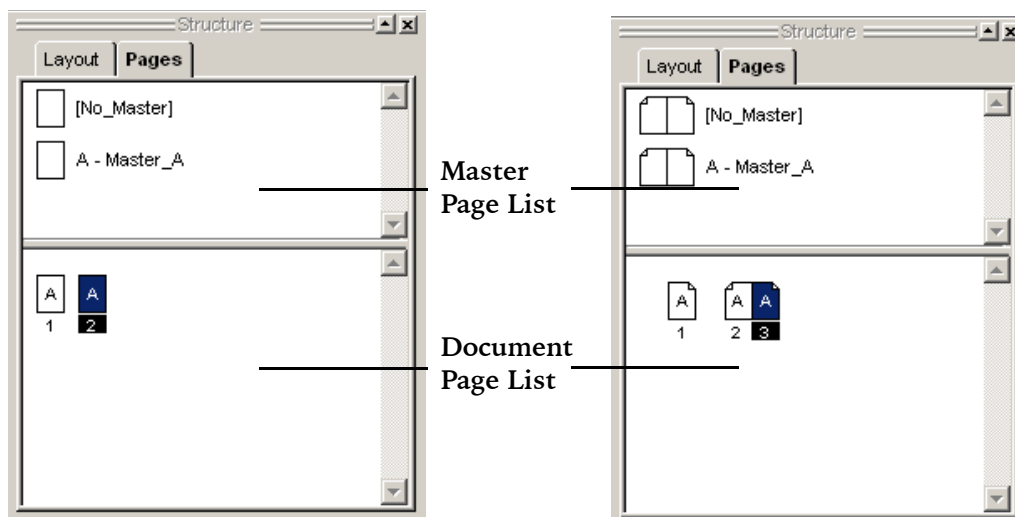 Structure
Layout Pages
[No_Master]
A - Master_A
A A
1 2
Master
Page List
Document
Page List
Structure
Layout Pages
[No_Master]
A - Master_A
A A A
1 2 3